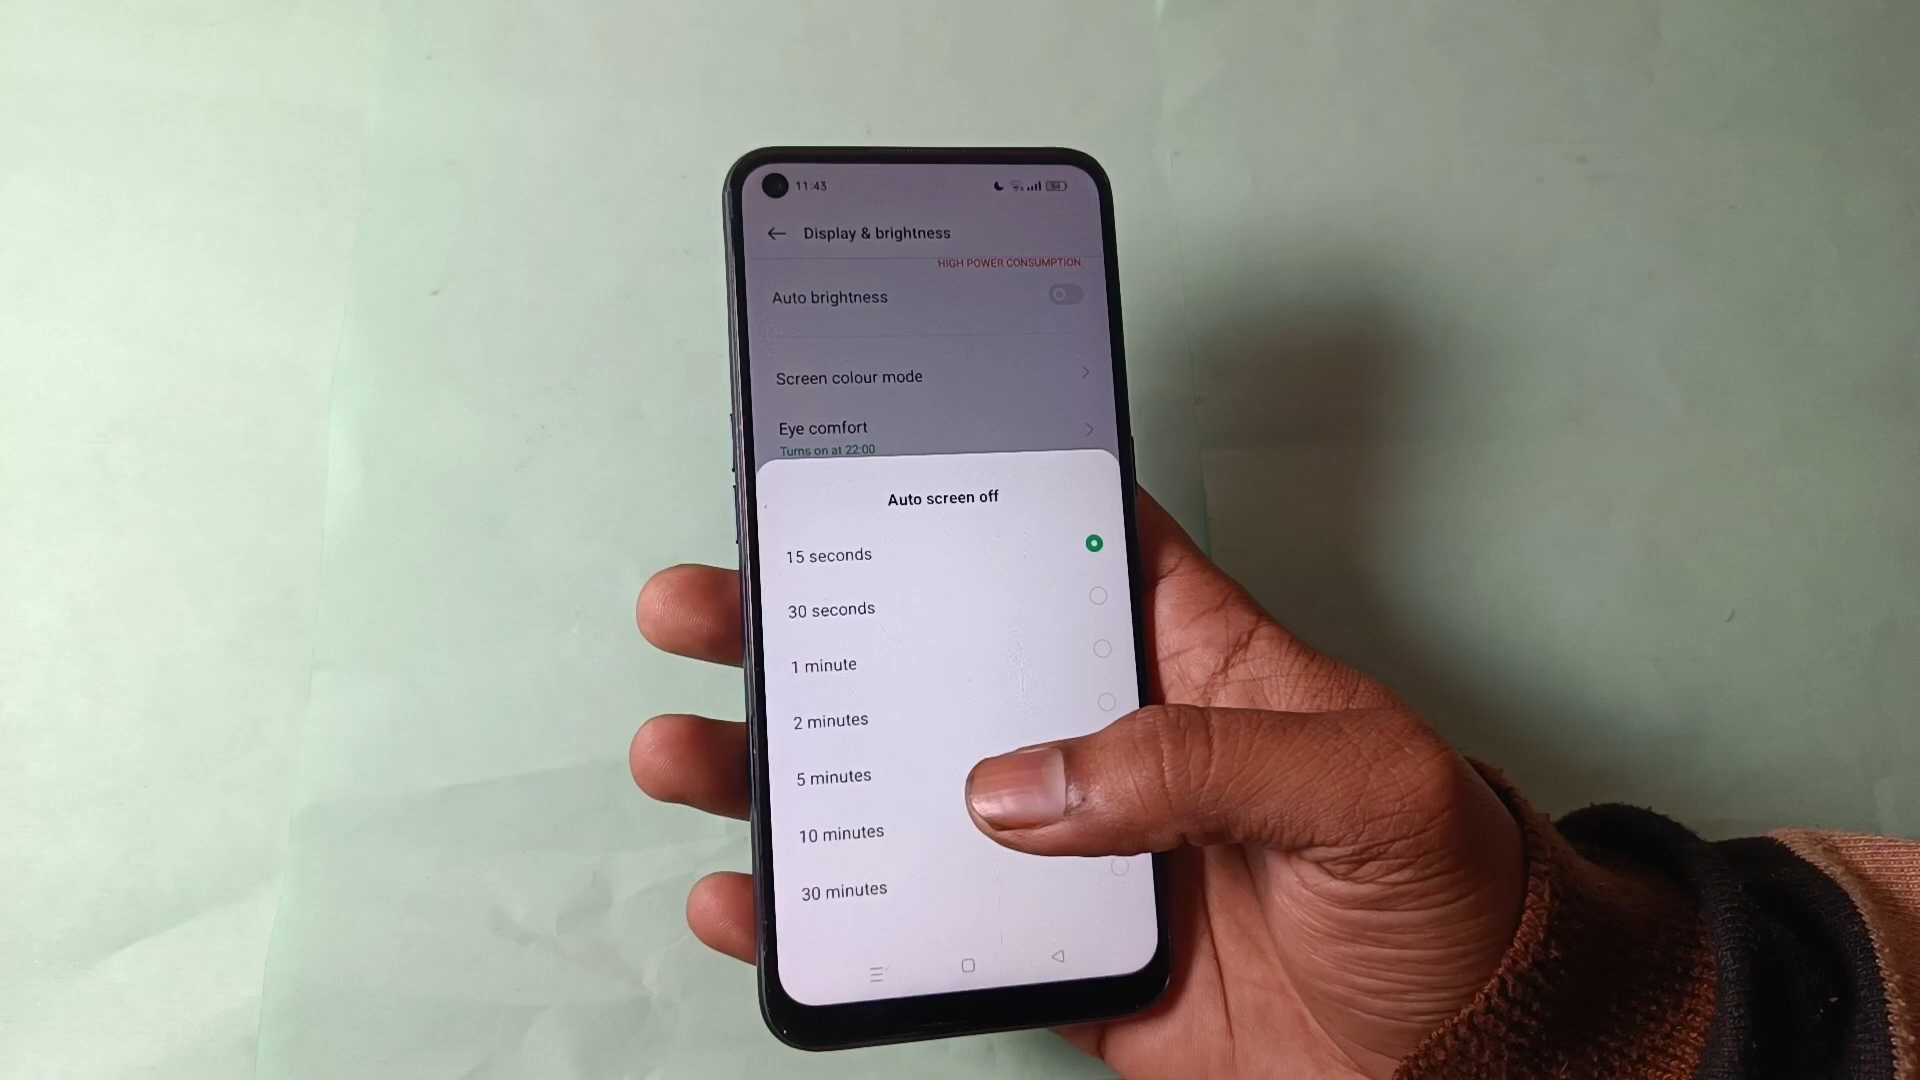 11:43
54
Display & brightness
HIGH POWER CONSUMPTION
Auto brightness
Screen colour mode
Eye comfort
Turns on at 22:00
Auto screen off
15 seconds
30 seconds
1 minute
2 minutes
5 minutes
10 minutes
30 minutes